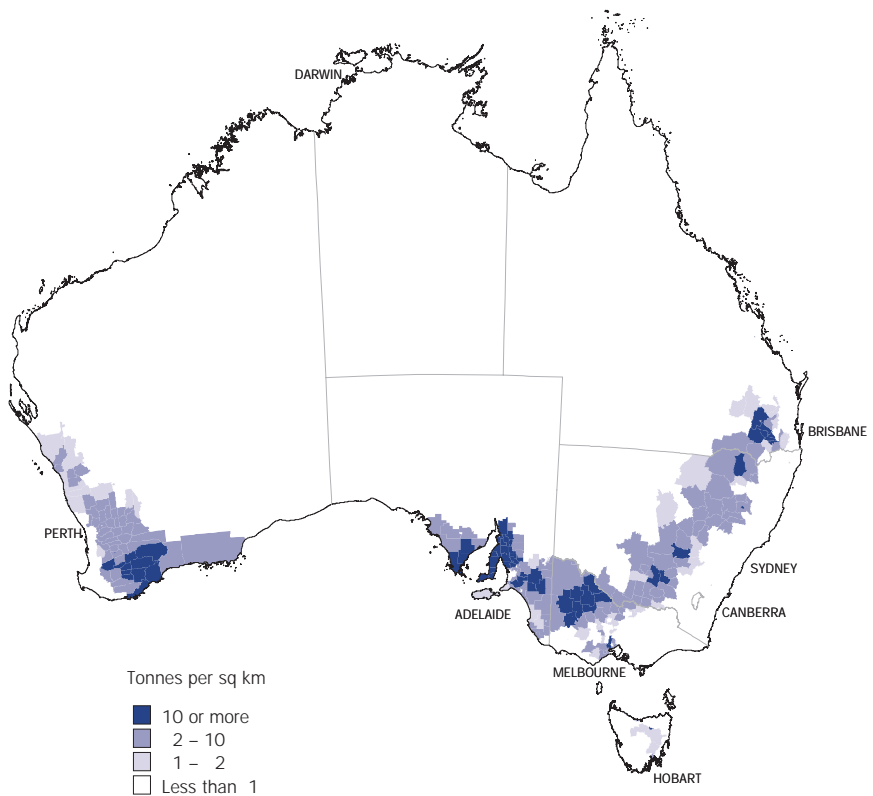 DARWIN
BRISBANE
PERTH
SYDNEY
ADELAIDE
CANBERRA
MELBOURNE
Tonnes per sq km
10 or more
2 – 10
1 – 2
Less than 1
HOBART